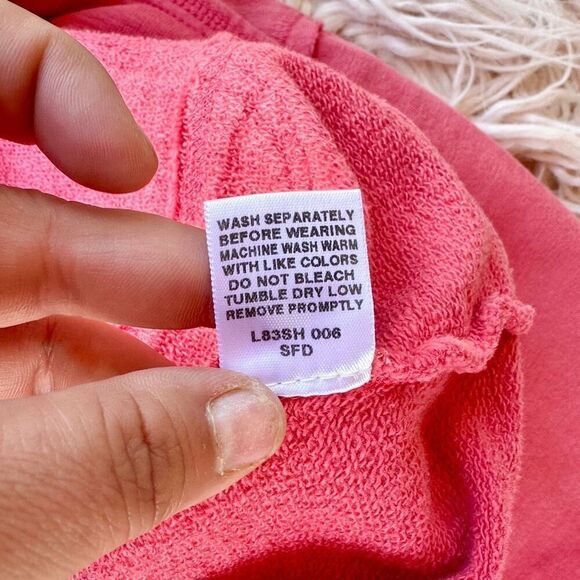 WASH SEPARATELY
BEFORE WEARING
MACHINE WASH WARM
WITH LIKE COLORS
DO NOT BLEACH
TUMBLE DRY LOW
REMOVE PROMPTLY
L83SH 006
SFD